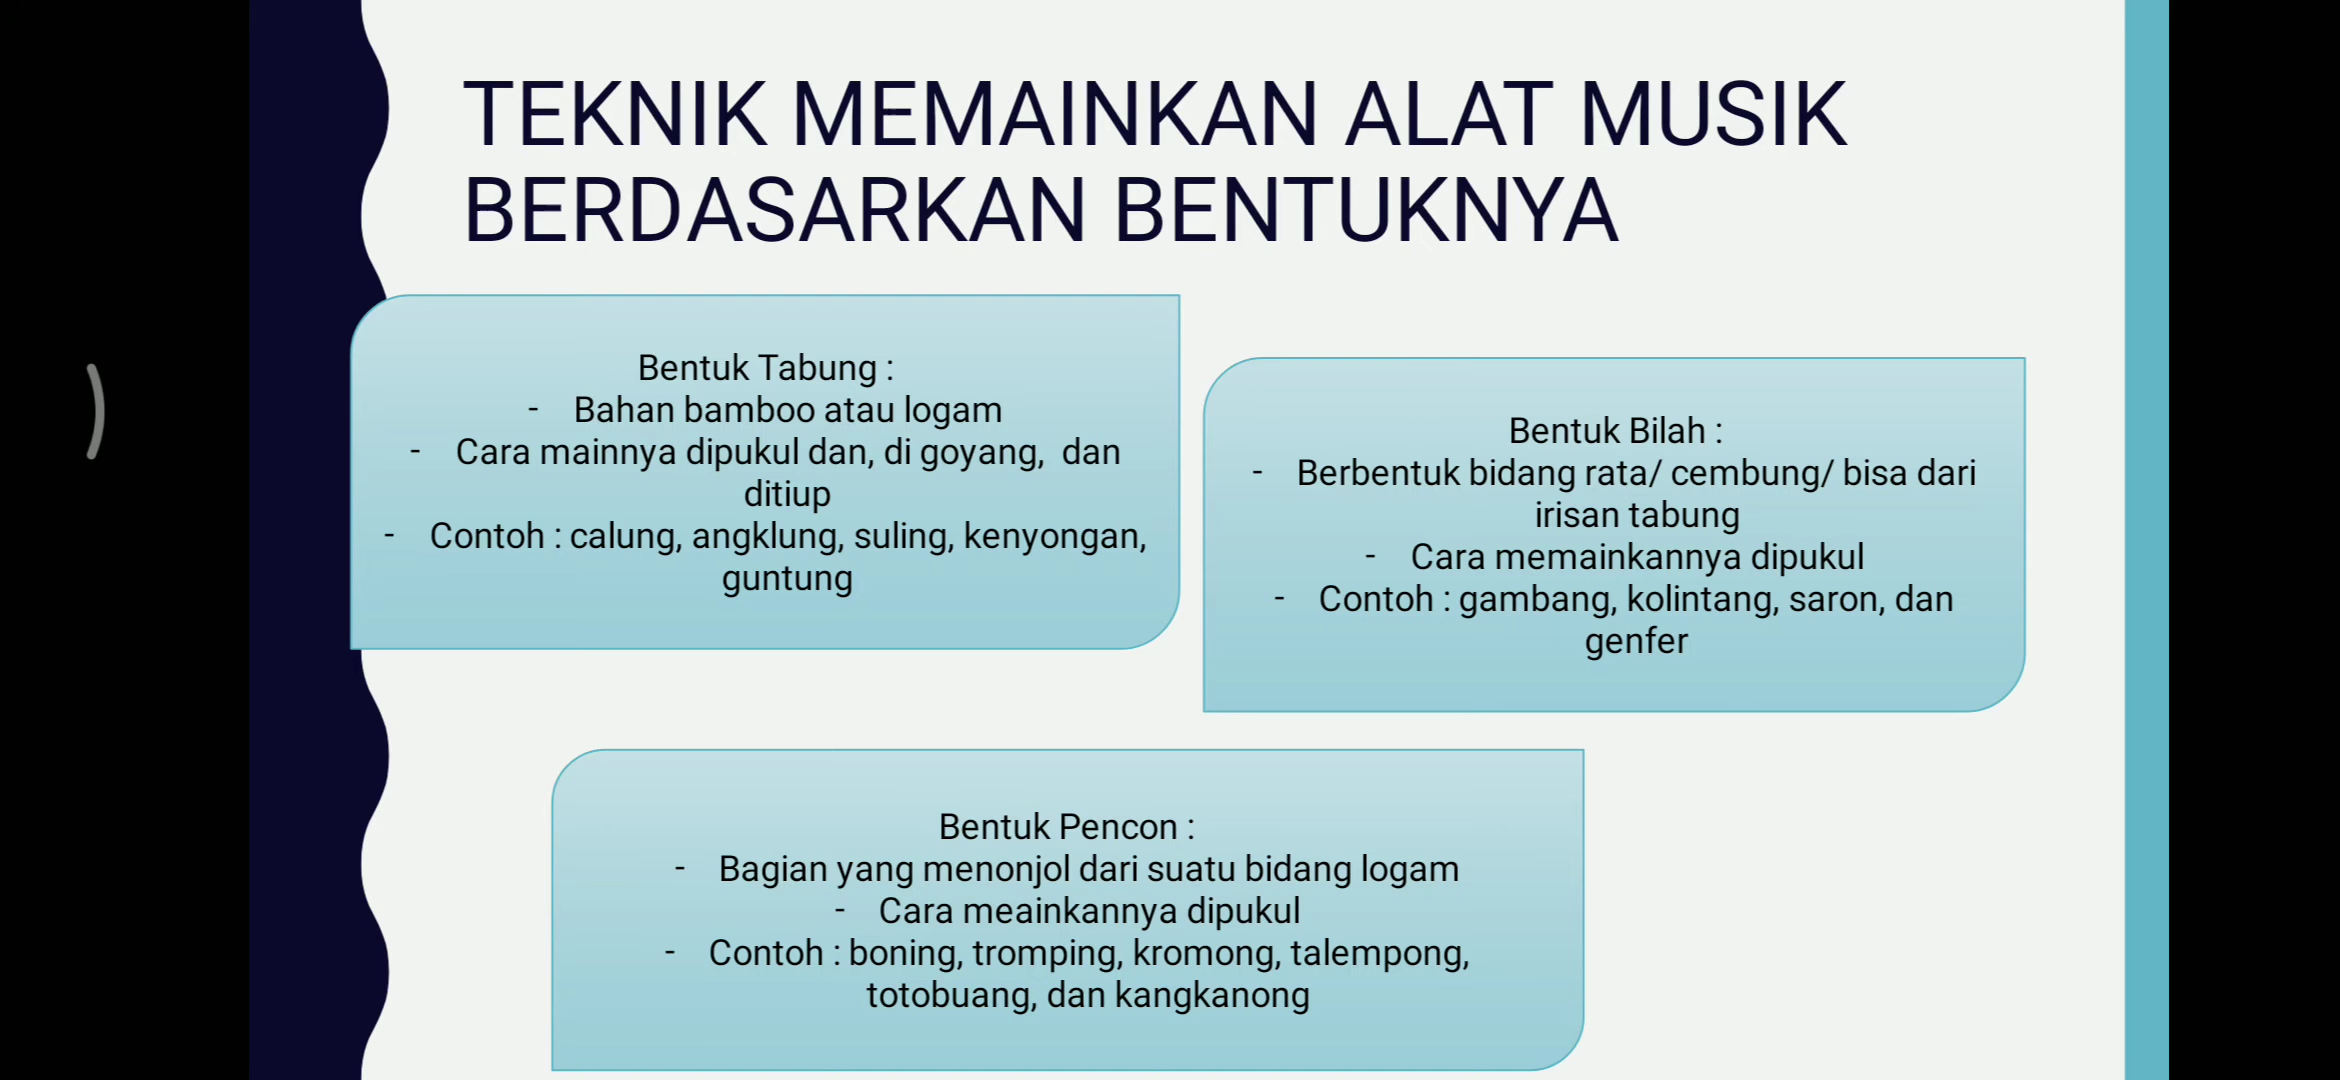 TEKNIK MEMAINKAN ALAT MUSIK
BERDASARKAN BENTUKNYA
Bentuk Tabung :
- Bahan bamboo atau logam
- Cara mainnya dipukul dan, di goyang,  dan
ditiup
- Contoh : calung, angklung, suling, kenyongan,
guntung
Bentuk Bilah :
- Berbentuk bidang rata/ cembung/ bisa dari
irisan tabung
- Cara memainkannya dipukul
- Contoh : gambang, kolintang, saron, dan
genfer
Bentuk Pencon :
- Bagian yang menonjol dari suatu bidang logam
- Cara meainkannya dipukul
- Contoh : boning, tromping, kromong, talempong,
totobuang, dan kangkanong